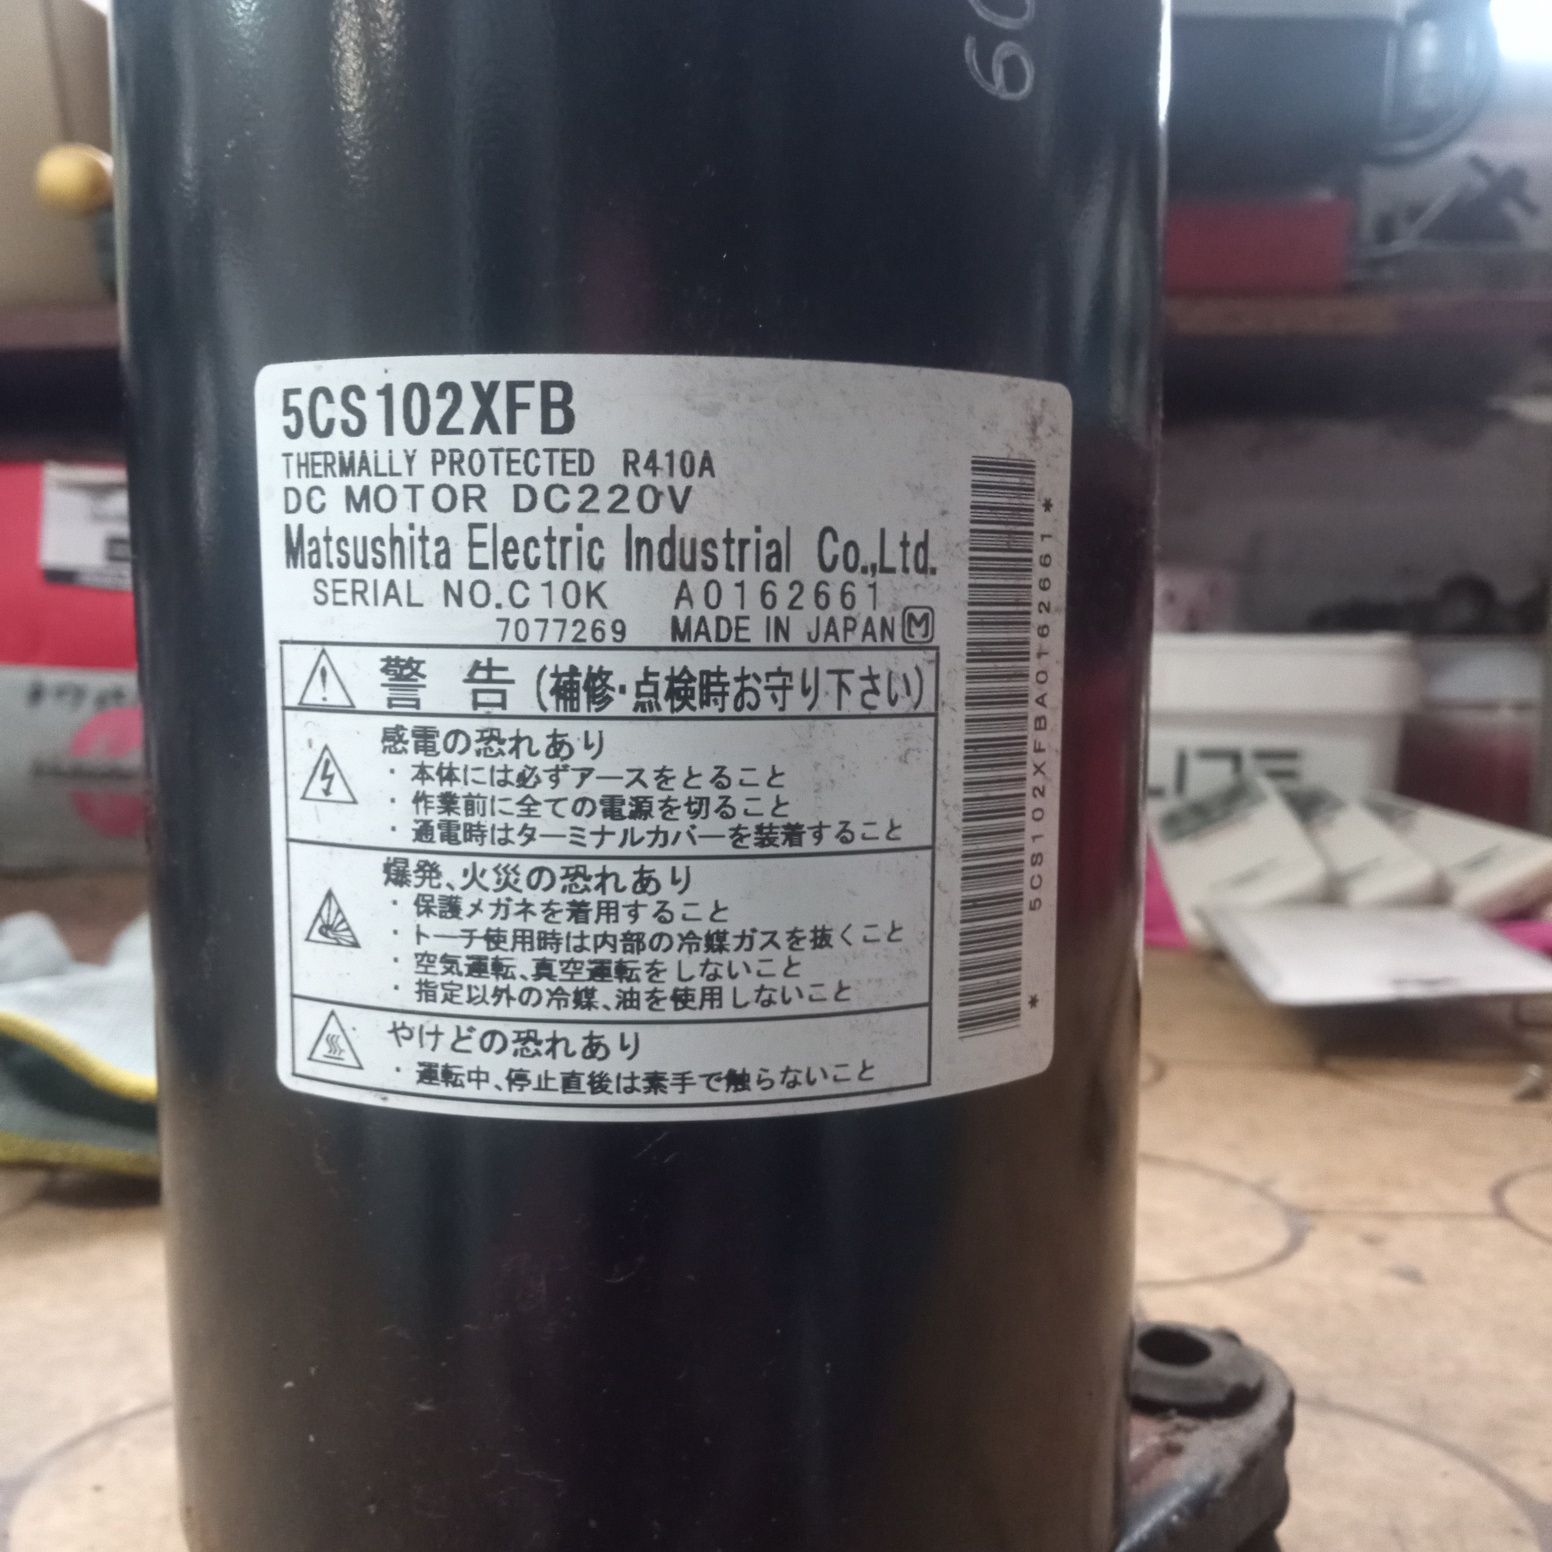 60
5CS102XFB
THERMALLY PROTECTED R410A
DC MOTOR DC220V
Matsushita Electric Industrial Co.,Ltd.
SERIAL NO.C10K A0162661
7077269 MADE IN JAPAN M
警告(補修・点検時お守り下さい)
感電の恐れあり
・本体には必ずアースをとること
・作業前に全ての電源を切ること
・通電時はターミナルカバーを装着すること
爆発、火災の恐れあり
・保護メガネを着用すること
・トーチ使用時は内部の冷媒ガスを抜くこと
・空気運転、真空運転をしないこと
・指定以外の冷媒、油を使用しないこと
やけどの恐れあり
・運転中、停止直後は素手で触らないこと
*5CS102XFBA0162661*